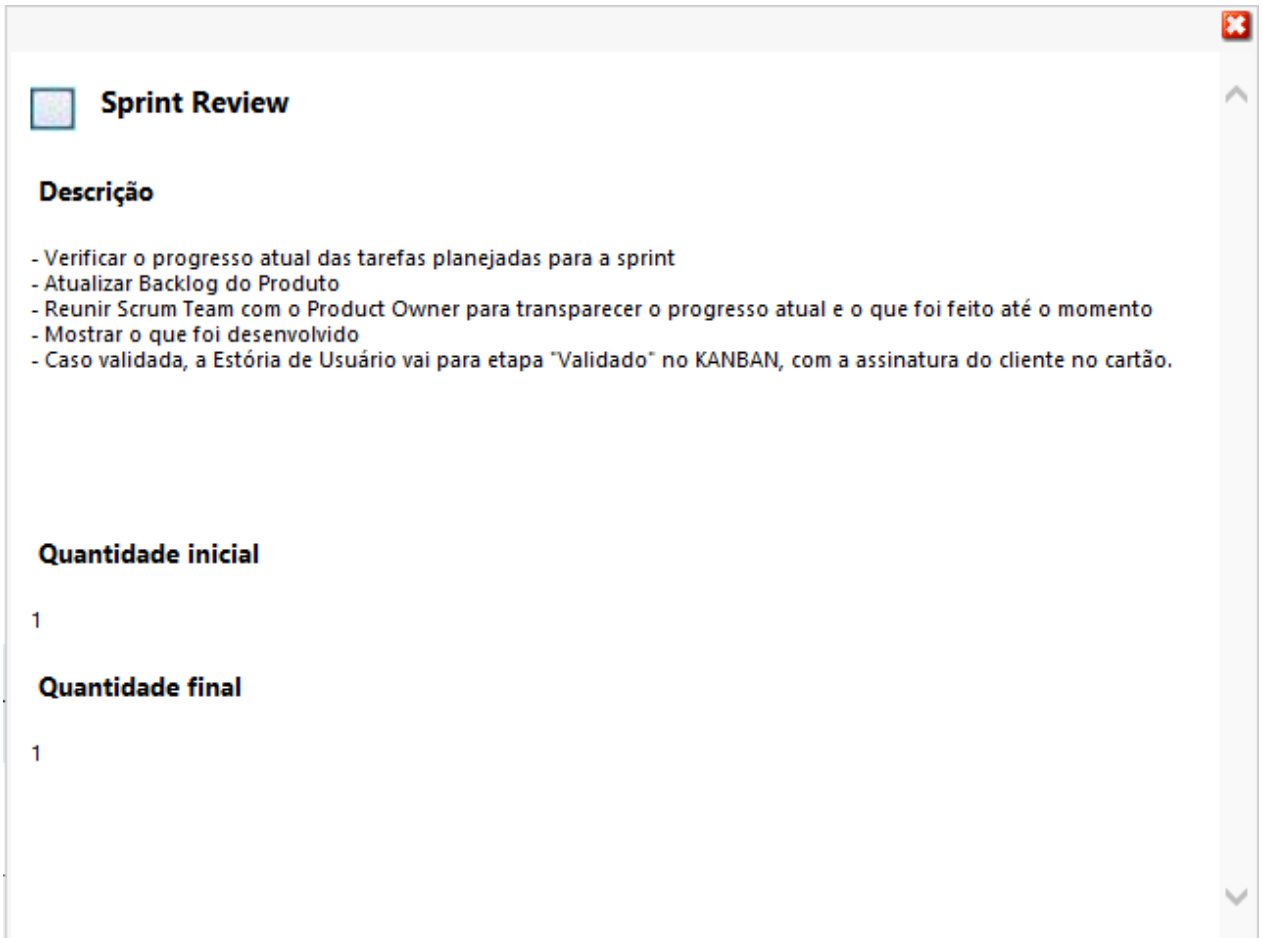 Sprint Review
Descrição
- Verificar o progresso atual das tarefas planejadas para a sprint
- Atualizar Backlog do Produto
- Reunir Scrum Team com o Product Owner para transparecer o progresso atual e o que foi feito até o momento
- Mostrar o que foi desenvolvido
- Caso validada, a Estória de Usuário vai para etapa "Validado" no KANBAN, com a assinatura do cliente no cartão.
Quantidade inicial
1
Quantidade final
1